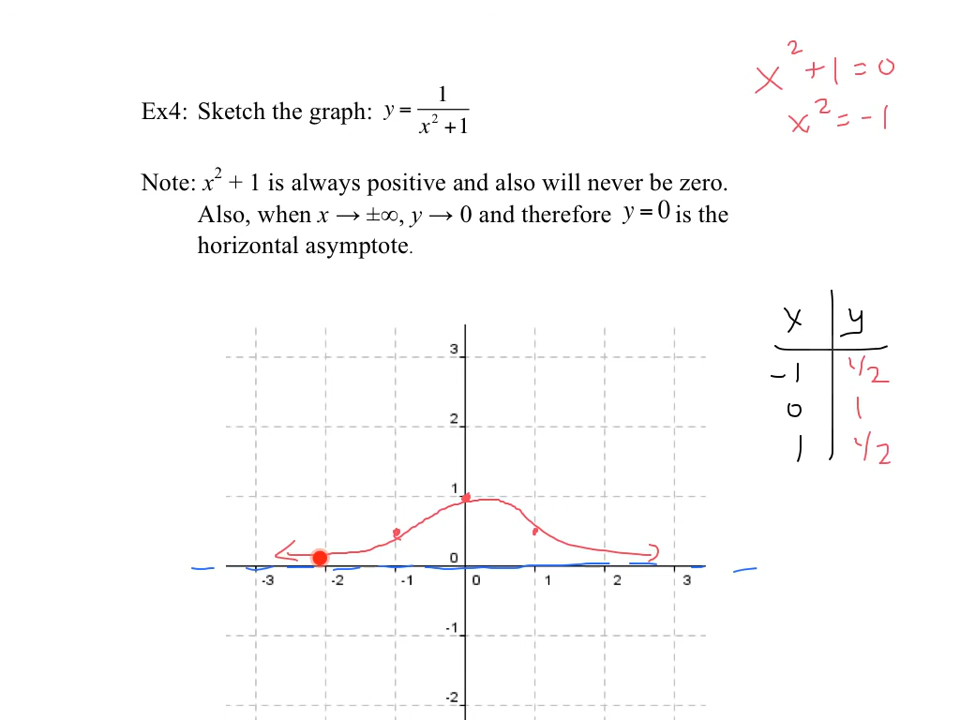 x² + 1 = 0
x² = -1
Ex4: Sketch the graph: y = 1/(x² + 1)
Note: x² + 1 is always positive and also will never be zero.
Also, when x → ±∞, y → 0 and therefore y = 0 is the
horizontal asymptote.
x | y
-1 | 1/2
0 | 1
1 | 1/2
3
2
1
0
-3 -2 -1 0 1 2 3
-1
-2